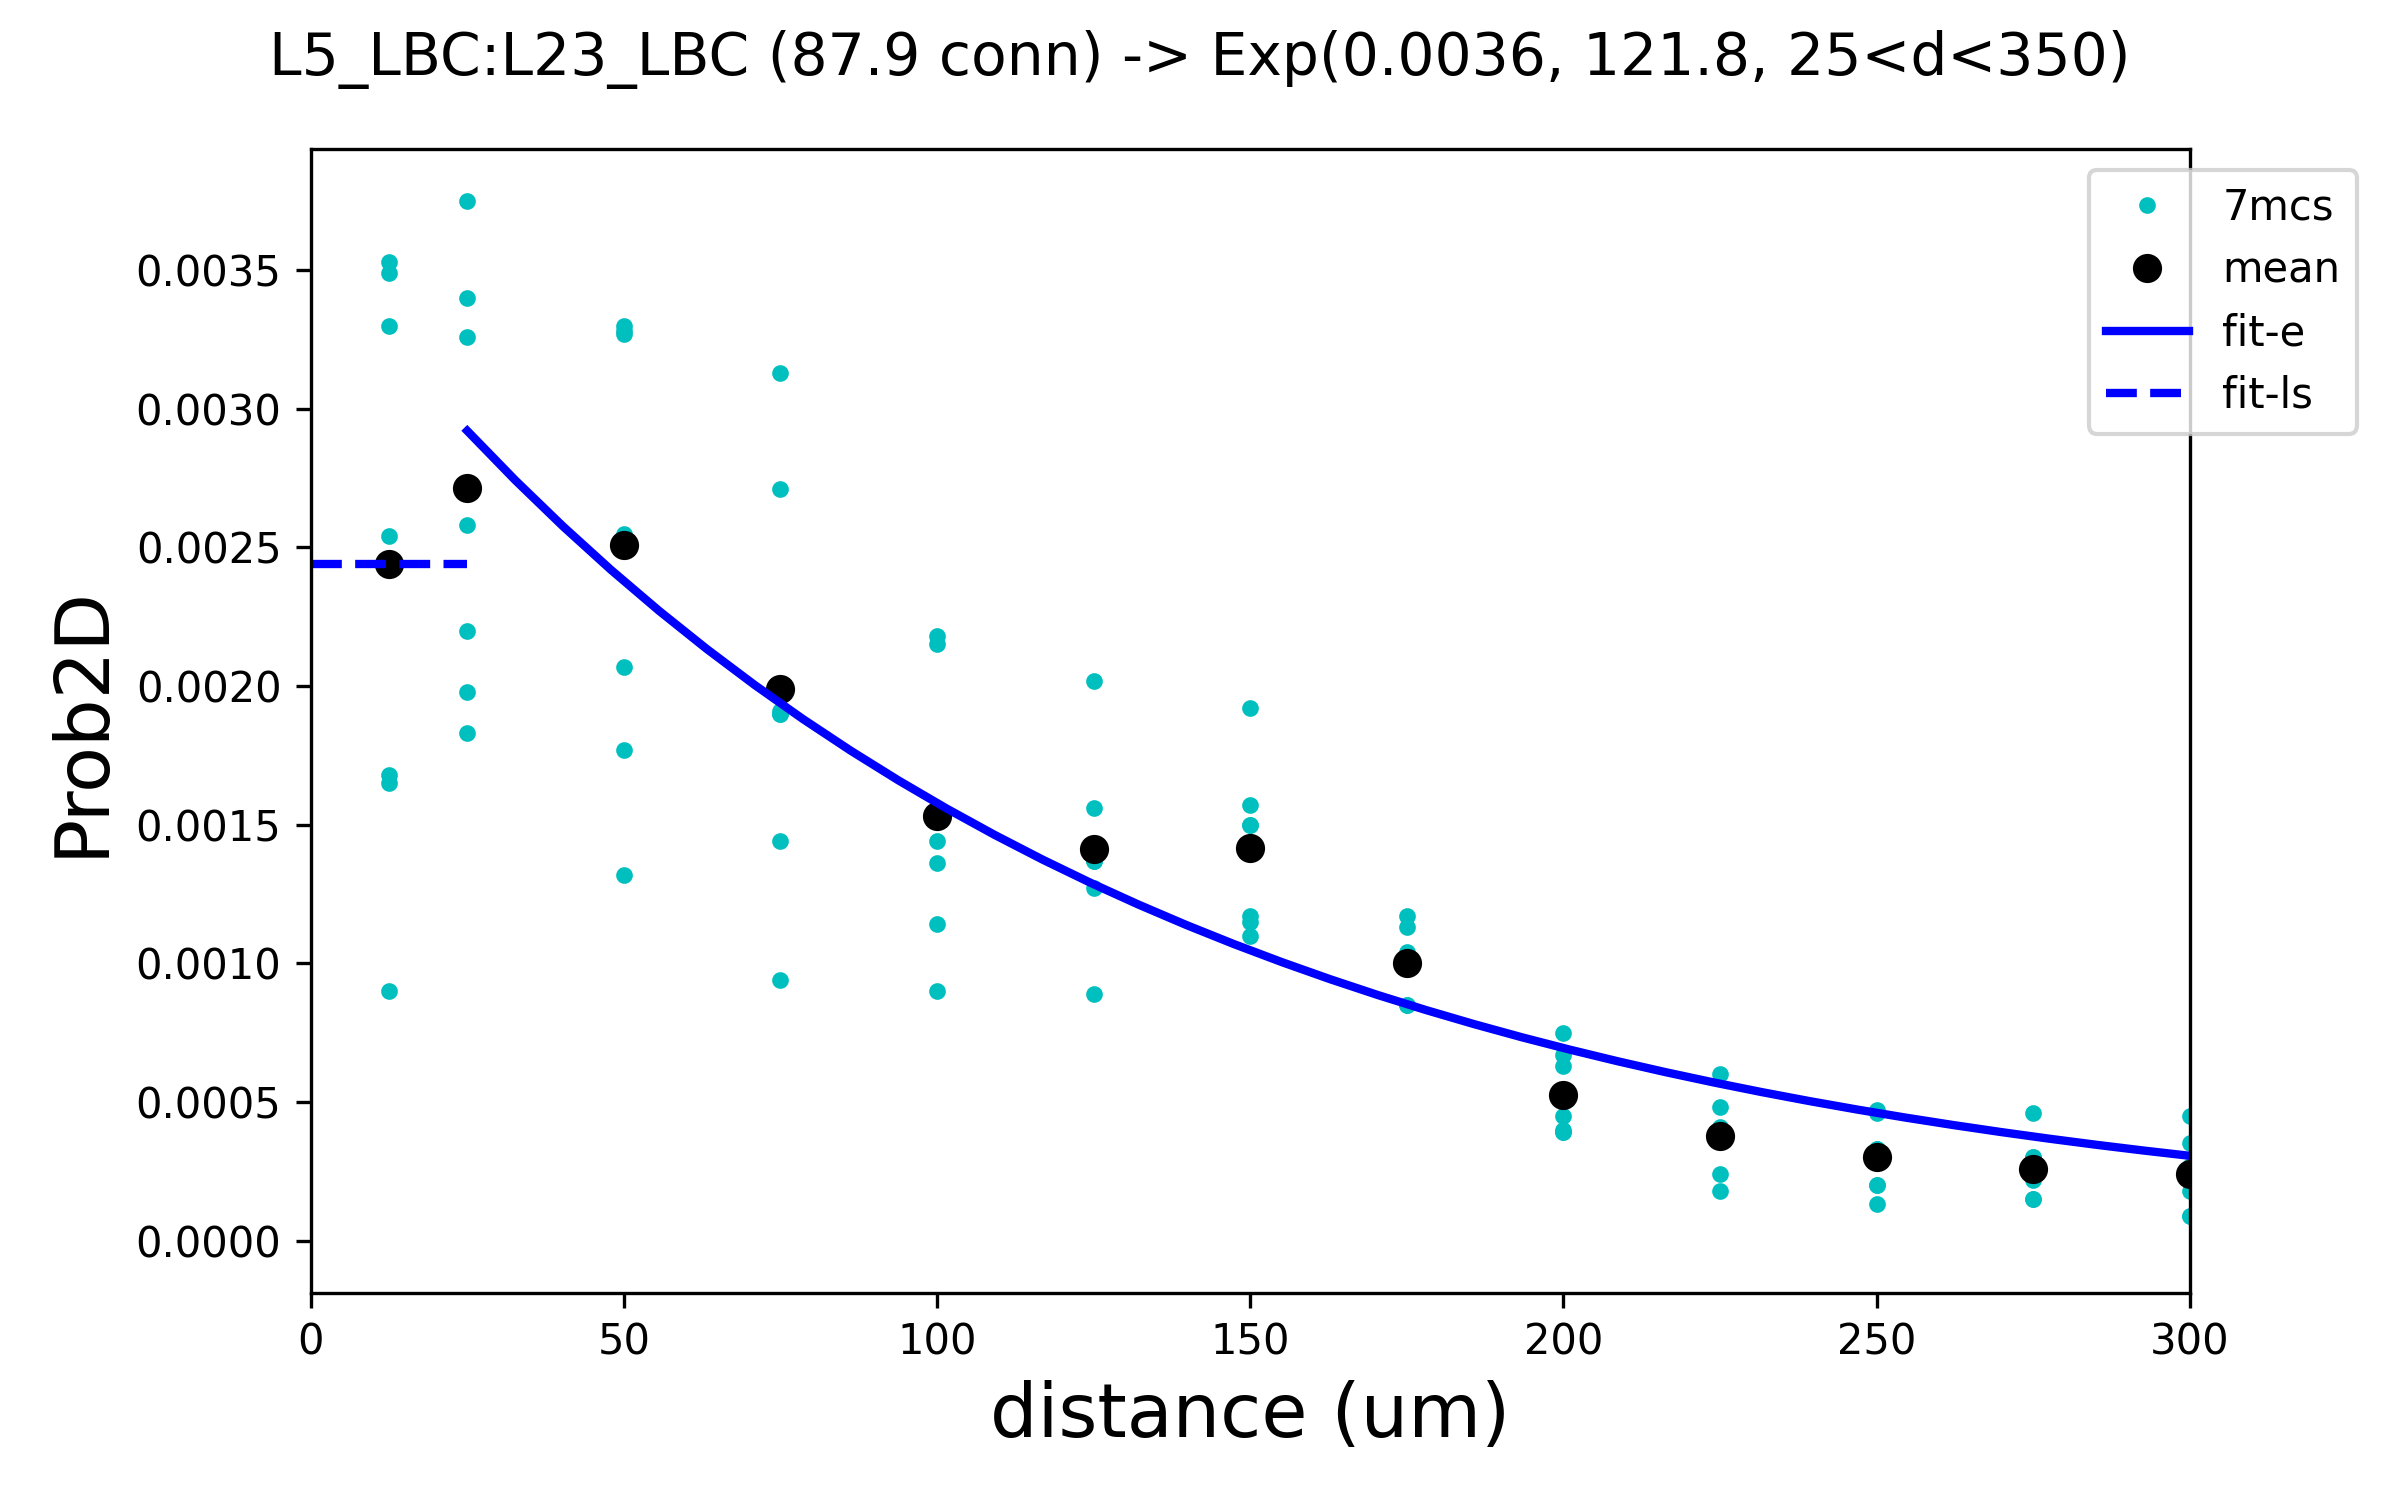 L5_LBC:L23_LBC (87.9 conn) -> Exp(0.0036, 121.8, 25<d<350)
7mcs
mean
fit-e
fit-ls
Prob2D
0.0035
0.0030
0.0025
0.0020
0.0015
0.0010
0.0005
0.0000
0 50 100 150 200 250 300
distance (um)